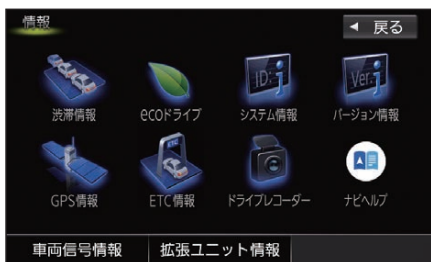 情報
◀ 戻る
ID:i
Ver.i
渋滞情報
ecoドライブ
システム情報
バージョン情報
ETC
A
GPS情報
ETC情報
ドライブレコーダー
ナビヘルプ
車両信号情報
拡張ユニット情報